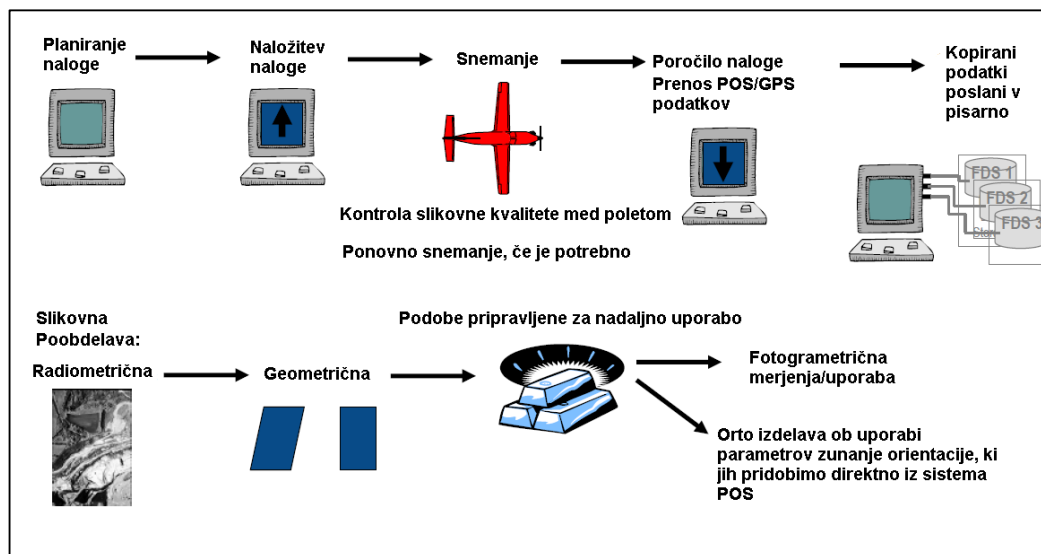 Planiranje
naloge
Naložitev
naloge
Snemanje
Poročilo naloge
Prenos POS/GPS
podatkov
Kopirani
podatki
poslani v
pisarno
FDS 1
FDS 2
FDS 3
Kontrola slikovne kvalitete med poletom
Ponovno snemanje, če je potrebno
Slikovna
Poobdelava:
Radiometrična
Geometrična
Podobe pripravljene za nadaljno uporabo
Fotogrametrična
merjenja/uporaba
Orto izdelava ob uporabi
parametrov zunanje orientacije, ki
jih pridobimo direktno iz sistema
POS